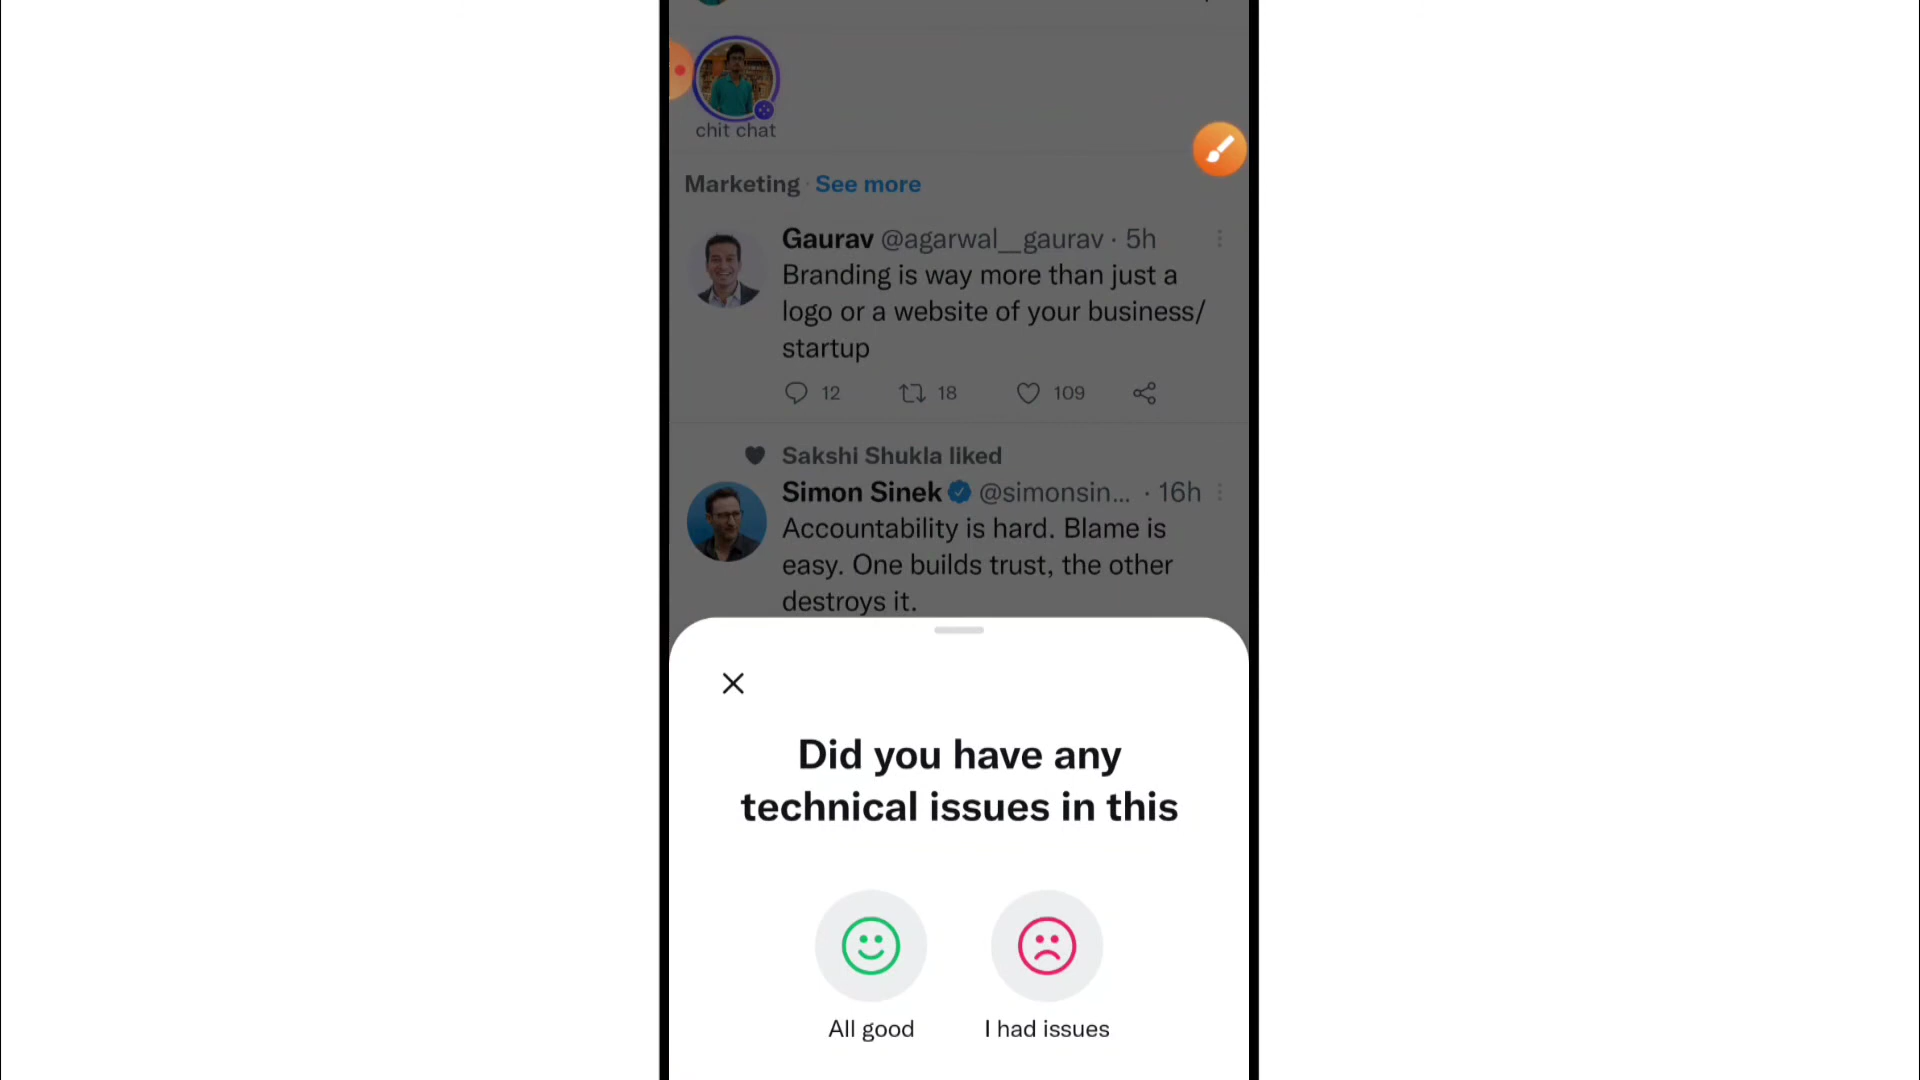 chit chat
Marketing · See more
Gaurav @agarwal__gaurav · 5h
Branding is way more than just a
logo or a website of your business/
startup
12 18 109
Sakshi Shukla liked
Simon Sinek @simonsin... · 16h
Accountability is hard. Blame is
easy. One builds trust, the other
destroys it.
Did you have any
technical issues in this
All good I had issues